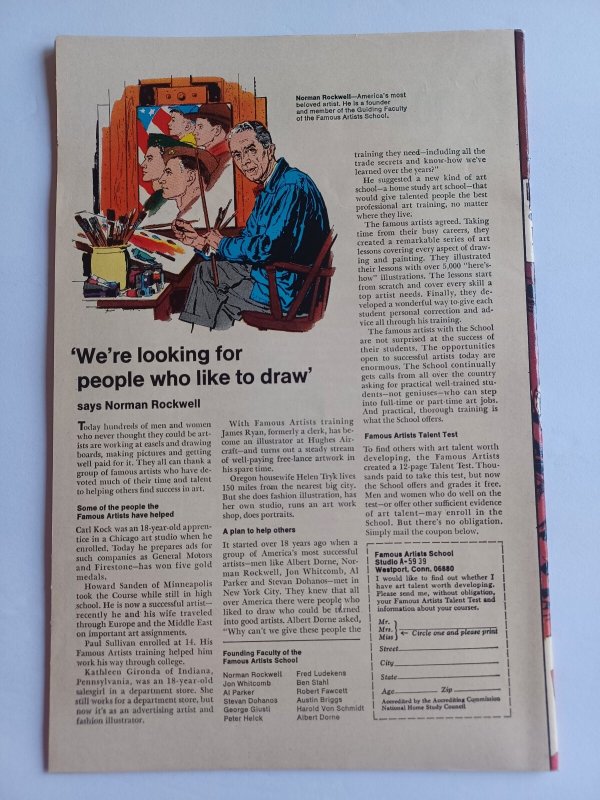 Norman Rockwell—America's most
beloved artist. He is a founder
and member of the Guiding Faculty
of the Famous Artists School.
'We're looking for
people who like to draw'
says Norman Rockwell
Today hundreds of men and women
who never thought they could be art-
ists are working at easels and drawing
boards, making pictures and getting
well paid for it. They all can thank a
group of famous artists who have de-
voted much of their time and talent
to helping others find success in art.
Some of the people the
Famous Artists have helped
Carl Kock was an 18-year-old appren-
tice in a Chicago art studio when he
enrolled. Today he prepares ads for
such companies as General Motors
and Firestone—has won five gold
medals.
Howard Sanden of Minneapolis
took the Course while still in high
school. He is now a successful artist—
recently he and his wife traveled
through Europe and the Middle East
on important art assignments.
Paul Sullivan enrolled at 14. His
Famous Artists training helped him
work his way through college.
Kathleen Gironda of Indiana,
Pennsylvania, was an 18-year-old
salesgirl in a department store. She
still works for a department store, but
now it's as an advertising artist and
fashion illustrator.
With Famous Artists training
James Ryan, formerly a clerk, has be-
come an illustrator at Hughes Air-
craft—and turns out a steady stream
of well-paying free-lance artwork in
his spare time.
Oregon housewife Helen Tryk lives
150 miles from the nearest big city.
But she does fashion illustration, has
her own studio, runs an art work
shop, does portraits.
A plan to help others
It started over 18 years ago when a
group of America's most successful
artists—men like Albert Dorne, Nor-
man Rockwell, Jon Whitcomb, Al
Parker and Stevan Dohanos—met in
New York City. They knew that all
over America there were people who
liked to draw who could be turned
into good artists. Albert Dorne asked,
"Why can't we give these people the
Founding Faculty of the
Famous Artists School
Norman Rockwell
Jon Whitcomb
Al Parker
Stevan Dohanos
George Giusti
Peter Helck
Fred Ludekens
Ben Stahl
Robert Fawcett
Austin Briggs
Harold Von Schmidt
Albert Dorne
training they need—including all the
trade secrets and know-how we've
learned over the years?"
He suggested a new kind of art
school—a home study art school—that
would give talented people the best
professional art training, no matter
where they live.
The famous artists agreed. Taking
time from their busy careers, they
created a remarkable series of art
lessons covering every aspect of draw-
ing and painting. They illustrated
their lessons with over 5,000 "here's-
how" illustrations. The lessons start
from scratch and cover every skill a
top artist needs. Finally, they de-
veloped a wonderful way to give each
student personal correction and ad-
vice all through his training.
The famous artists with the School
are not surprised at the success of
their students. The opportunities
open to successful artists today are
enormous. The School continually
gets calls from all over the country
asking for practical well-trained stu-
dents—not geniuses—who can step
into full-time or part-time art jobs.
And practical, thorough training is
what the School offers.
Famous Artists Talent Test
To find others with art talent worth
developing, the Famous Artists
created a 12-page Talent Test. Thou-
sands paid to take this test, but now
the School offers and grades it free.
Men and women who do well on the
test—or offer other sufficient evidence
of art talent—may enroll in the
School. But there's no obligation.
Simply mail the coupon below.
Famous Artists School
Studio A-5939
Westport, Conn. 06880
I would like to find out whether I
have art talent worth developing.
Please send me, without obligation,
your Famous Artists Talent Test and
information about your courses.
Mr.
Mrs.
Miss
← Circle one and please print
Street
City
State
Age Zip
Accredited by the Accrediting Commission
National Home Study Council